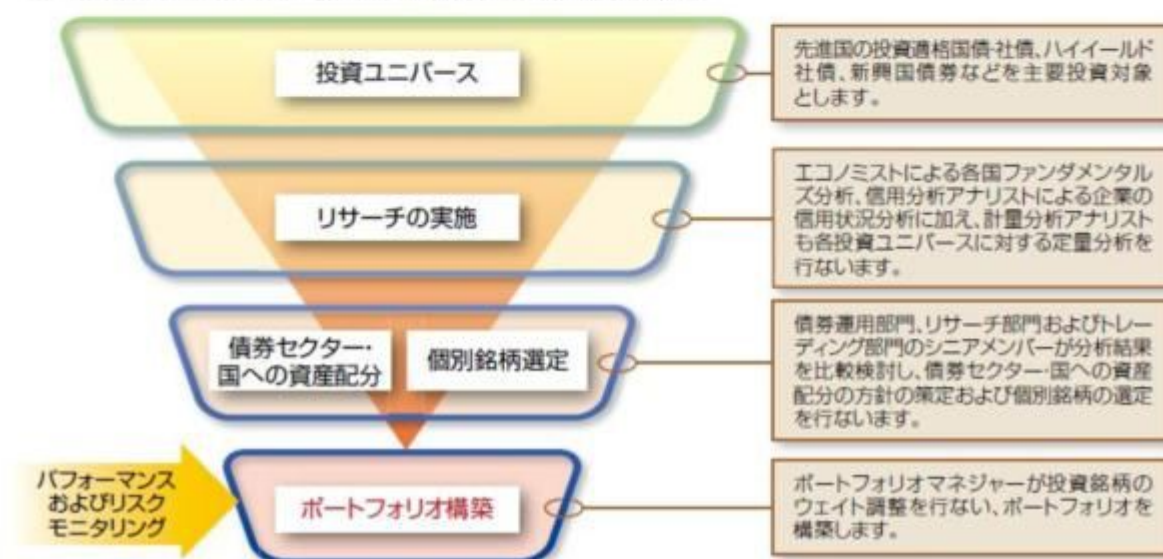 投資ユニバース
先進国の投資適格国債・社債、ハイイールド
社債、新興国債券などを主要投資対象
とします。
リサーチの実施
エコノミストによる各国ファンダメンタル
ズ分析、信用分析アナリストによる企業の
信用状況分析に加え、計量分析アナリスト
も各投資ユニバースに対する定量分析を
行ないます。
債券セクター・
国への資産配分
個別銘柄選定
債券運用部門、リサーチ部門およびトレー
ディング部門のシニアメンバーが分析結果
を比較検討し、債券セクター・国への資産
配分の方針の策定および個別銘柄の選定
を行ないます。
パフォーマンス
およびリスク
モニタリング
ポートフォリオ構築
ポートフォリオマネジャーが投資銘柄の
ウェイト調整を行ない、ポートフォリオを
構築します。